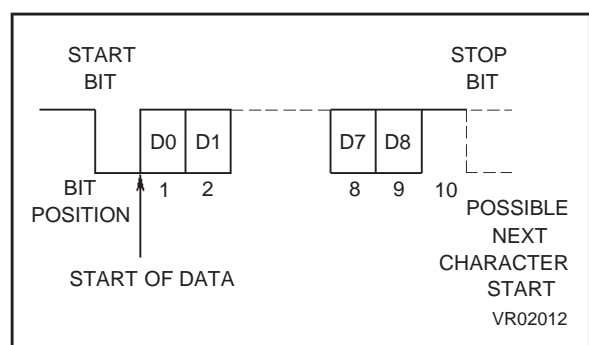 START
BIT
STOP
BIT
D0 D1 D7 D8
BIT
POSITION
1 2 8 9 10
POSSIBLE
NEXT
CHARACTER
START
START OF DATA
VR02012